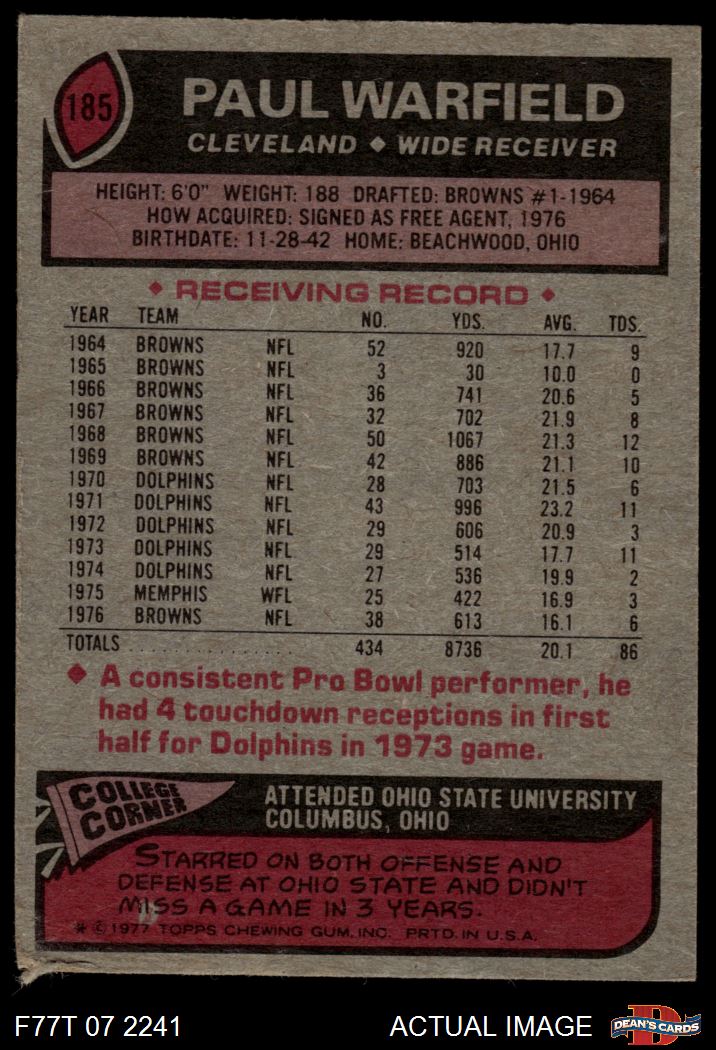 185
PAUL WARFIELD
CLEVELAND ◆ WIDE RECEIVER
HEIGHT: 6'0" WEIGHT: 188 DRAFTED: BROWNS #1-1964
HOW ACQUIRED: SIGNED AS FREE AGENT, 1976
BIRTHDATE: 11-28-42 HOME: BEACHWOOD, OHIO
◆ RECEIVING RECORD ◆
YEAR TEAM NO. YDS. AVG. TDS.
1964 BROWNS NFL 52 920 17.7 9
1965 BROWNS NFL 3 30 10.0 0
1966 BROWNS NFL 36 741 20.6 5
1967 BROWNS NFL 32 702 21.9 8
1968 BROWNS NFL 50 1067 21.3 12
1969 BROWNS NFL 42 886 21.1 10
1970 DOLPHINS NFL 28 703 21.5 6
1971 DOLPHINS NFL 43 996 23.2 11
1972 DOLPHINS NFL 29 606 20.9 3
1973 DOLPHINS NFL 29 514 17.7 11
1974 DOLPHINS NFL 27 536 19.9 2
1975 MEMPHIS WFL 25 422 16.9 3
1976 BROWNS NFL 38 613 16.1 6
TOTALS . . . . . . . . . . . . . . . . 434 8736 20.1 86
◆ A consistent Pro Bowl performer, he
had 4 touchdown receptions in first
half for Dolphins in 1973 game.
COLLEGE
CORNER
ATTENDED OHIO STATE UNIVERSITY
COLUMBUS, OHIO
STARRED ON BOTH OFFENSE AND
DEFENSE AT OHIO STATE AND DIDN'T
MISS A GAME IN 3 YEARS.
* © 1977 TOPPS CHEWING GUM, INC. PRTD. IN U.S.A.
F77T 07 2241 ACTUAL IMAGE DEAN'S CARDS